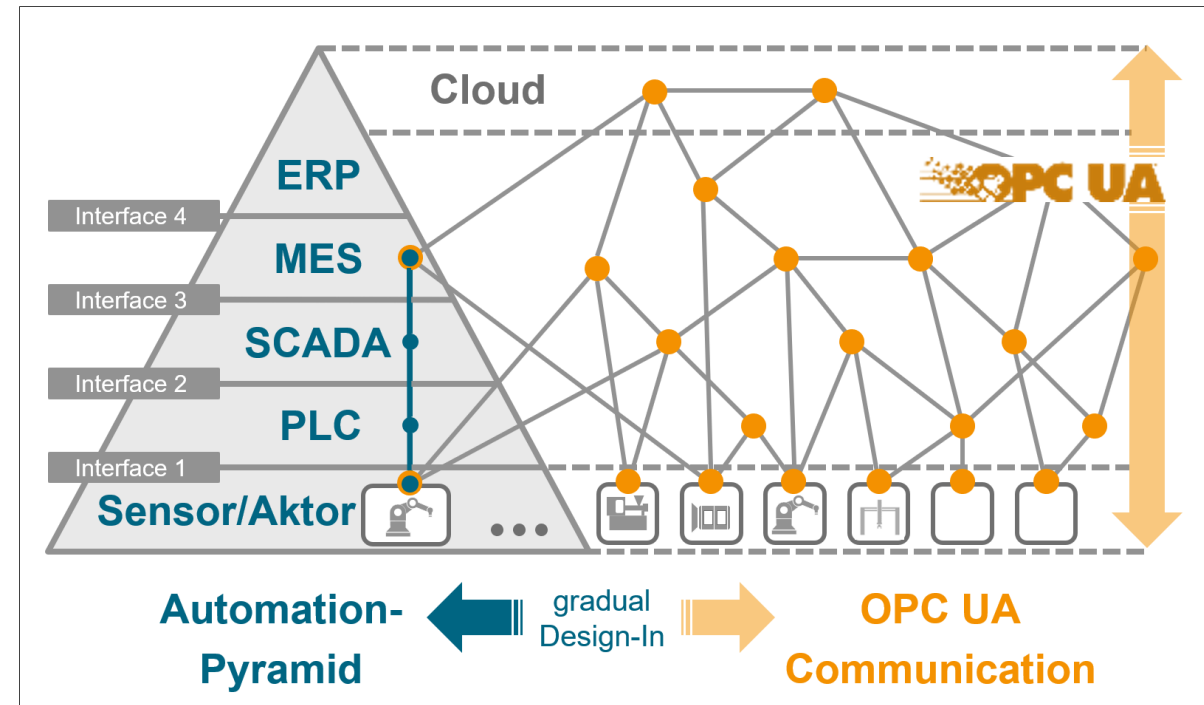 Cloud
ERP
OPC UA
Interface 4
MES
Interface 3
SCADA
Interface 2
PLC
Interface 1
Sensor/Aktor
Automation-
Pyramid
gradual
Design-In
OPC UA
Communication